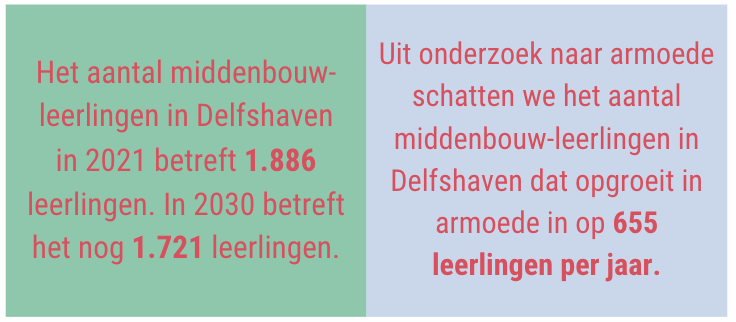 Het aantal middenbouw-
leerlingen in Delfshaven
in 2021 betreft 1.886
leerlingen. In 2030 betreft
het nog 1.721 leerlingen.
Uit onderzoek naar armoede
schatten we het aantal
middenbouw-leerlingen in
Delfshaven dat opgroeit in
armoede in op 655
leerlingen per jaar.